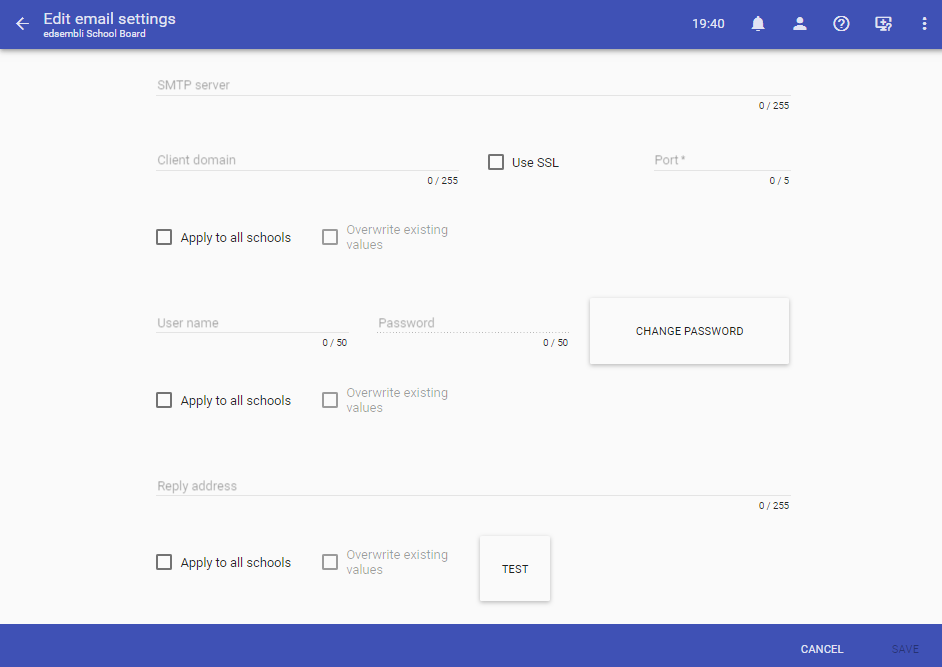 Edit email settings
edsembli School Board
19:40
SMTP server
0 / 255
Client domain
0 / 255
Use SSL
Port *
0 / 5
Apply to all schools
Overwrite existing
values
User name
0 / 50
Password
0 / 50
CHANGE PASSWORD
Apply to all schools
Overwrite existing
values
Reply address
0 / 255
Apply to all schools
Overwrite existing
values
TEST
CANCEL
SAVE